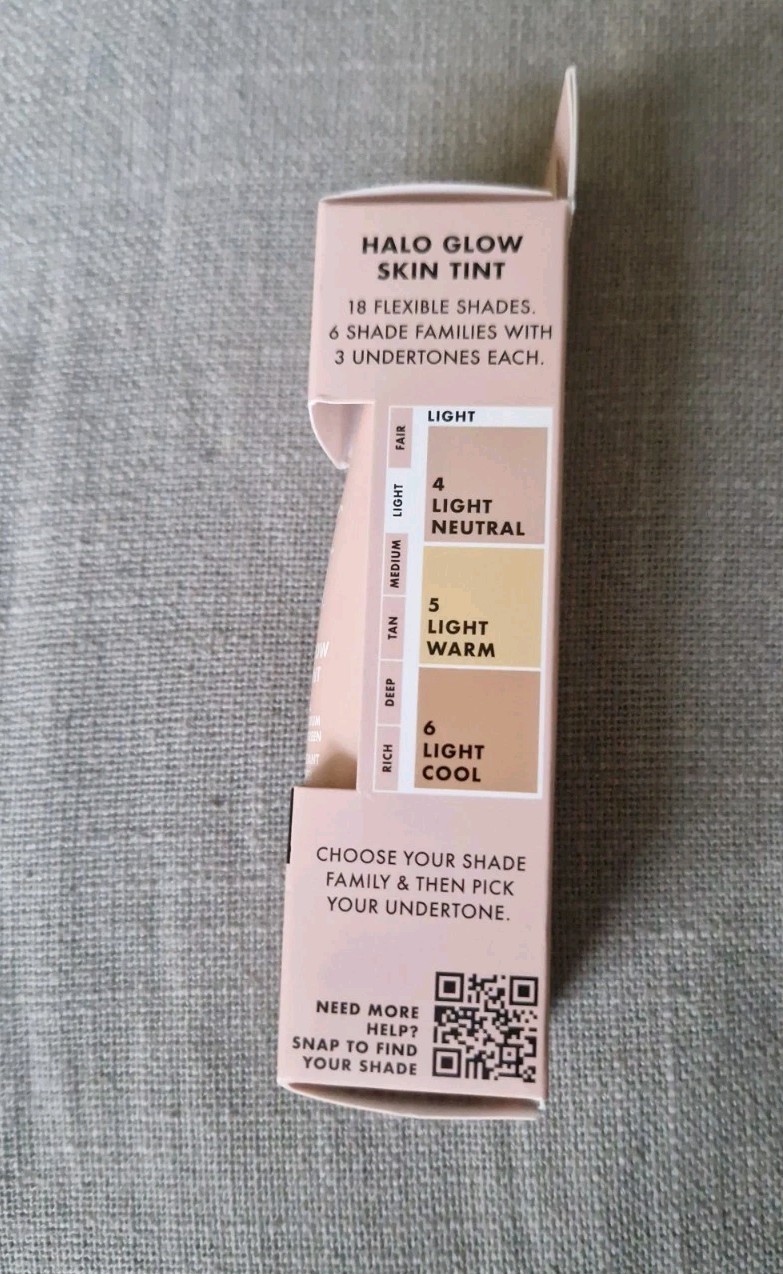 HALO GLOW
SKIN TINT
18 FLEXIBLE SHADES.
6 SHADE FAMILIES WITH
3 UNDERTONES EACH.
FAIR
LIGHT
MEDIUM
TAN
DEEP
RICH
LIGHT
4
LIGHT
NEUTRAL
5
LIGHT
WARM
6
LIGHT
COOL
CHOOSE YOUR SHADE
FAMILY & THEN PICK
YOUR UNDERTONE.
NEED MORE
HELP?
SNAP TO FIND
YOUR SHADE